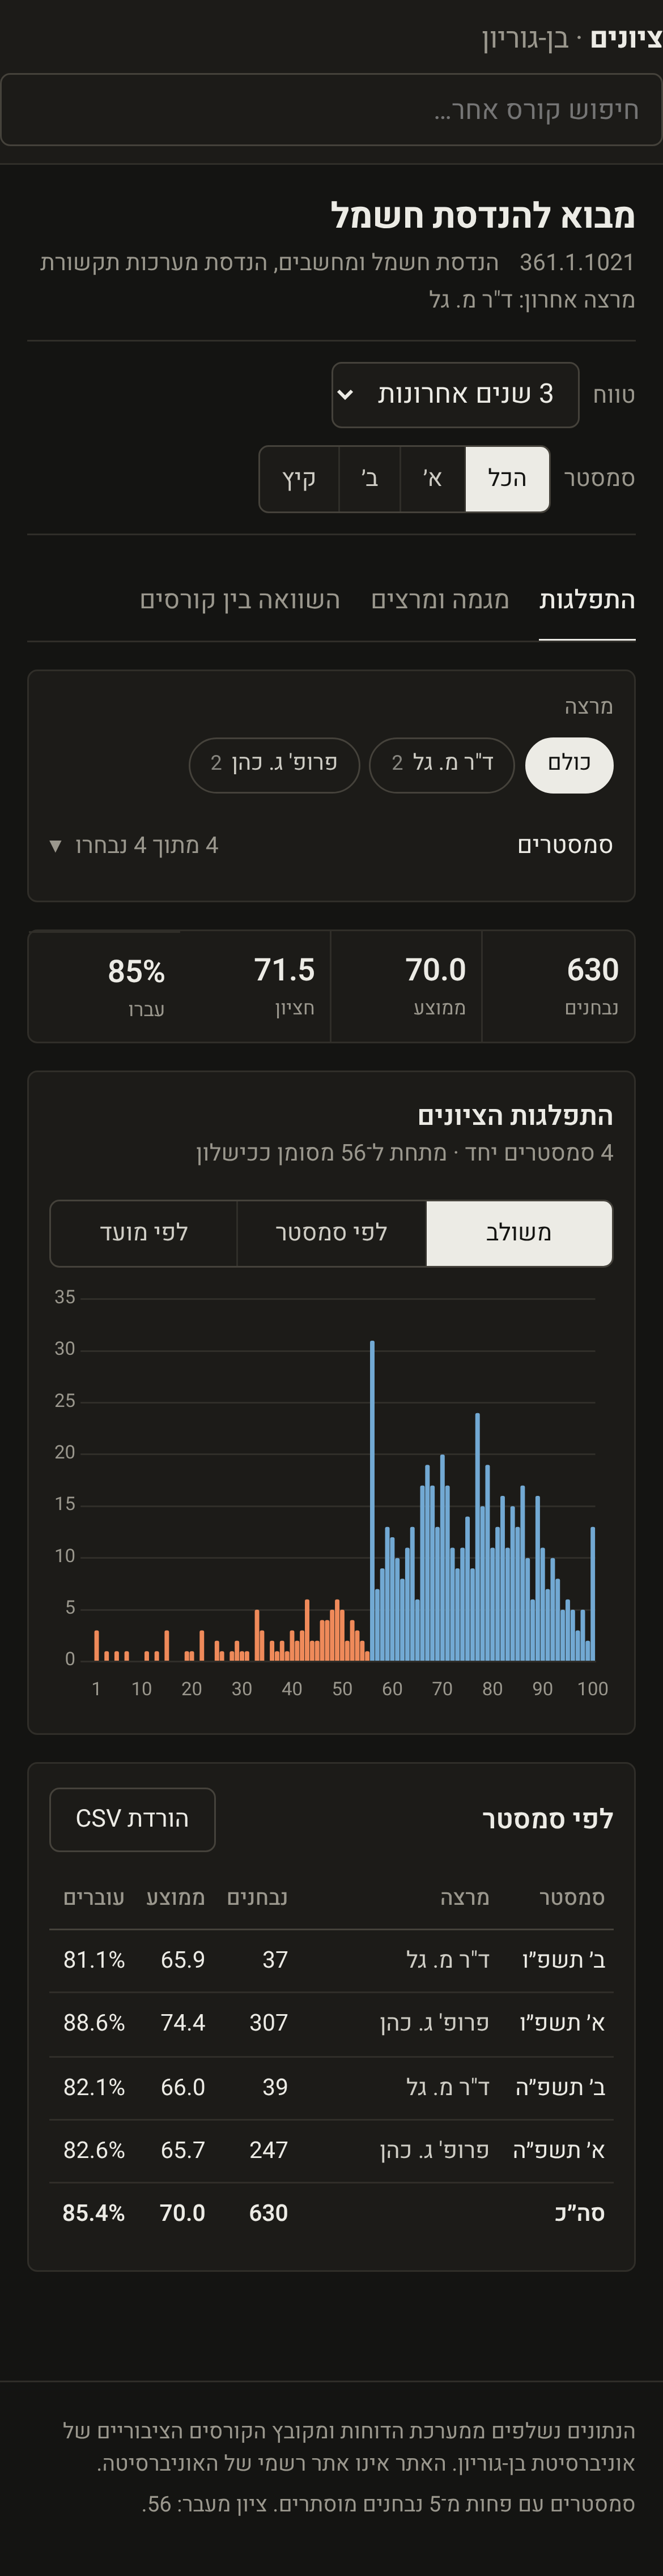 ציונים · בן-גוריון
חיפוש קורס אחר...
מבוא להנדסת חשמל
361.1.1021 הנדסת חשמל ומחשבים, הנדסת מערכות תקשורת
מרצה אחרון: ד"ר מ. גל
טווח 3 שנים אחרונות
סמסטר הכל א׳ ב׳ קיץ
התפלגות מגמה ומרצים השוואה בין קורסים
מרצה
כולם ד"ר מ. גל 2 פרופ' ג. כהן 2
סמסטרים 4 מתוך 4 נבחרו ▼
630 70.0 71.5 85%
נבחנים ממוצע חציון עברו
התפלגות הציונים
4 סמסטרים יחד · מתחת ל־56 מסומן ככישלון
משולב לפי סמסטר לפי מועד
35
30
25
20
15
10
5
0
1 10 20 30 40 50 60 70 80 90 100
לפי סמסטר הורדת CSV
סמסטר מרצה נבחנים ממוצע עוברים
ב׳ תשפ״ו ד"ר מ. גל 37 65.9 81.1%
א׳ תשפ״ו פרופ' ג. כהן 307 74.4 88.6%
ב׳ תשפ״ה ד"ר מ. גל 39 66.0 82.1%
א׳ תשפ״ה פרופ' ג. כהן 247 65.7 82.6%
סה״כ 630 70.0 85.4%
הנתונים נשלפים ממערכת הדוחות ומקובץ הקורסים הציבוריים של
אוניברסיטת בן-גוריון. האתר אינו אתר רשמי של האוניברסיטה.
סמסטרים עם פחות מ־5 נבחנים מוסתרים. ציון מעבר: 56.